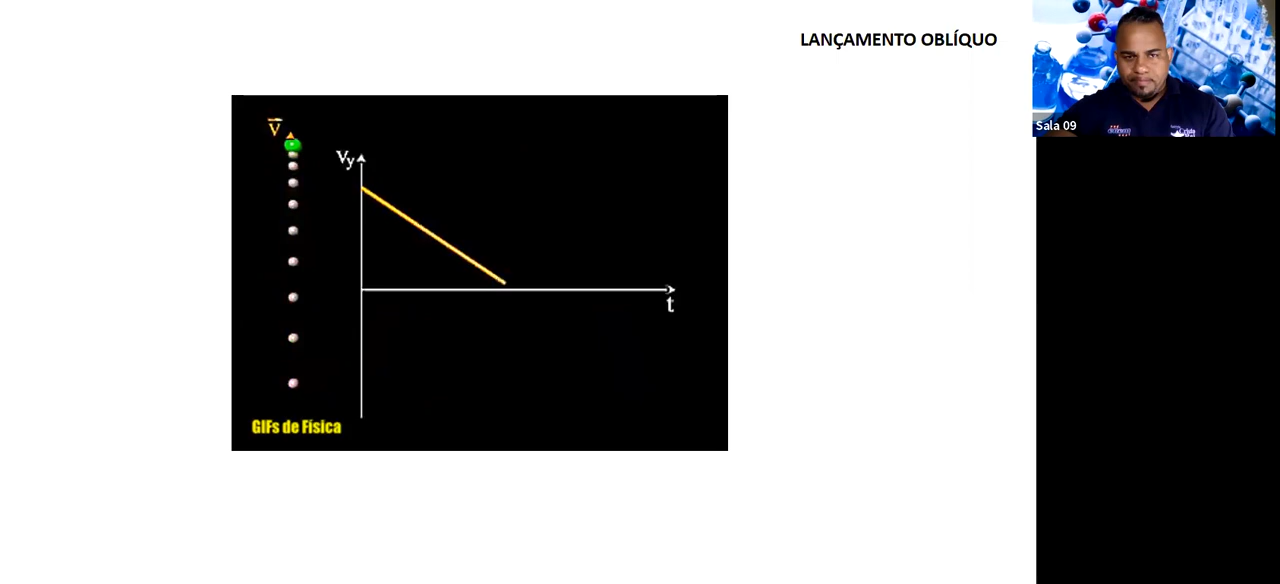 LANÇAMENTO OBLÍQUO
Sala 09
V
Vy
t
GIFs de Física